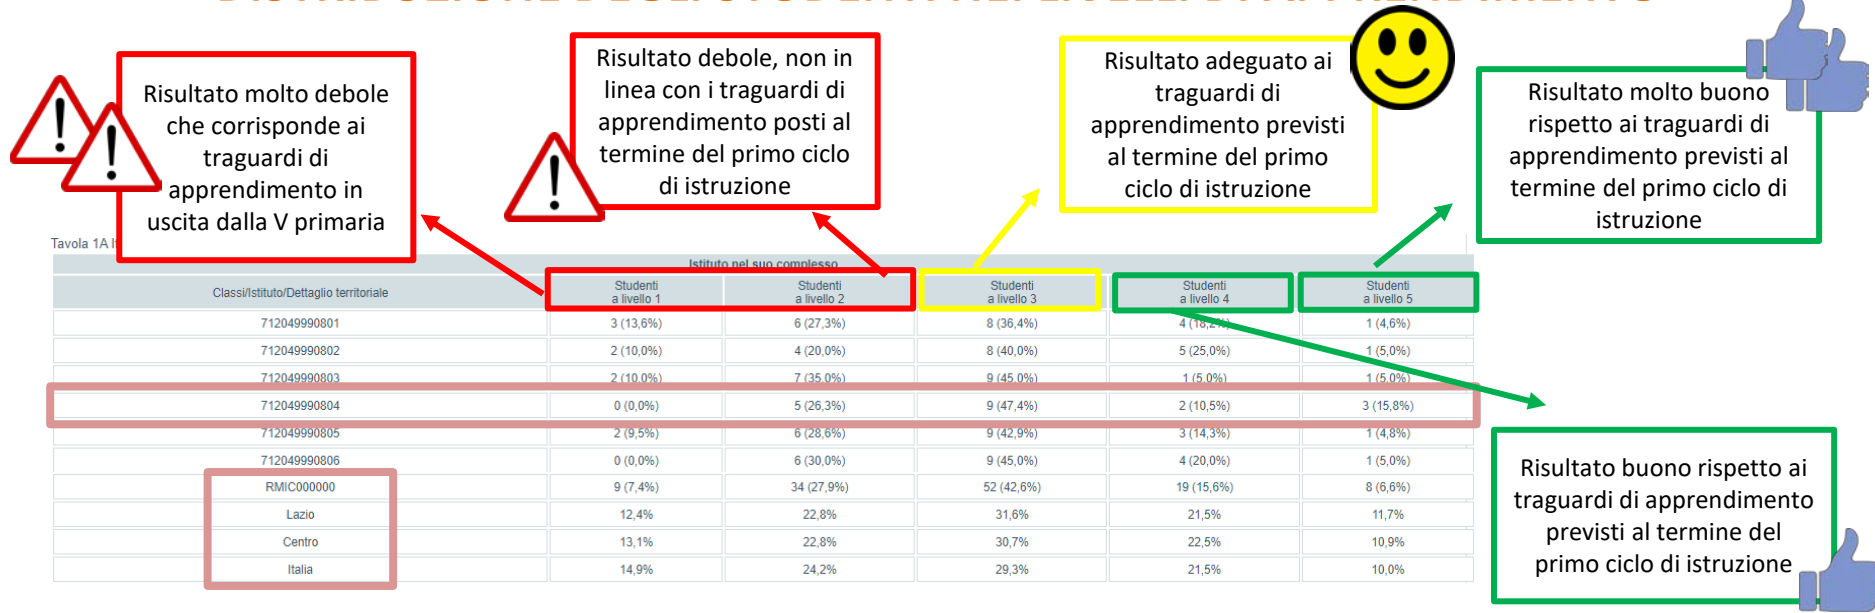 DISTRIBUZIONE DEGLI STUDENTI NEI LIVELLI DI APPRENDIMENTO
Risultato molto debole
che corrisponde ai
traguardi di
apprendimento in
uscita dalla V primaria
Risultato debole, non in
linea con i traguardi di
apprendimento posti al
termine del primo ciclo
di istruzione
Risultato adeguato ai
traguardi di
apprendimento previsti
al termine del primo
ciclo di istruzione
Risultato molto buono
rispetto ai traguardi di
apprendimento previsti al
termine del primo ciclo di
istruzione
Tavola 1A
Istituto nel suo complesso
Classi/Istituto/Dettaglio territoriale Studenti a livello 1 Studenti a livello 2 Studenti a livello 3 Studenti a livello 4 Studenti a livello 5
712049990801 3 (13,6%) 6 (27,3%) 8 (36,4%) 4 (18,2%) 1 (4,6%)
712049990802 2 (10,0%) 4 (20,0%) 8 (40,0%) 5 (25,0%) 1 (5,0%)
712049990803 2 (10,0%) 7 (35,0%) 9 (45,0%) 1 (5,0%) 1 (5,0%)
712049990804 0 (0,0%) 5 (26,3%) 9 (47,4%) 2 (10,5%) 3 (15,8%)
712049990805 2 (9,5%) 6 (28,6%) 9 (42,9%) 3 (14,3%) 1 (4,8%)
712049990806 0 (0,0%) 6 (30,0%) 9 (45,0%) 4 (20,0%) 1 (5,0%)
RMIC000000 9 (7,4%) 34 (27,9%) 52 (42,6%) 19 (15,6%) 8 (6,6%)
Lazio 12,4% 22,8% 31,6% 21,5% 11,7%
Centro 13,1% 22,8% 30,7% 22,5% 10,9%
Italia 14,9% 24,2% 29,3% 21,5% 10,0%
Risultato buono rispetto ai
traguardi di apprendimento
previsti al termine del
primo ciclo di istruzione